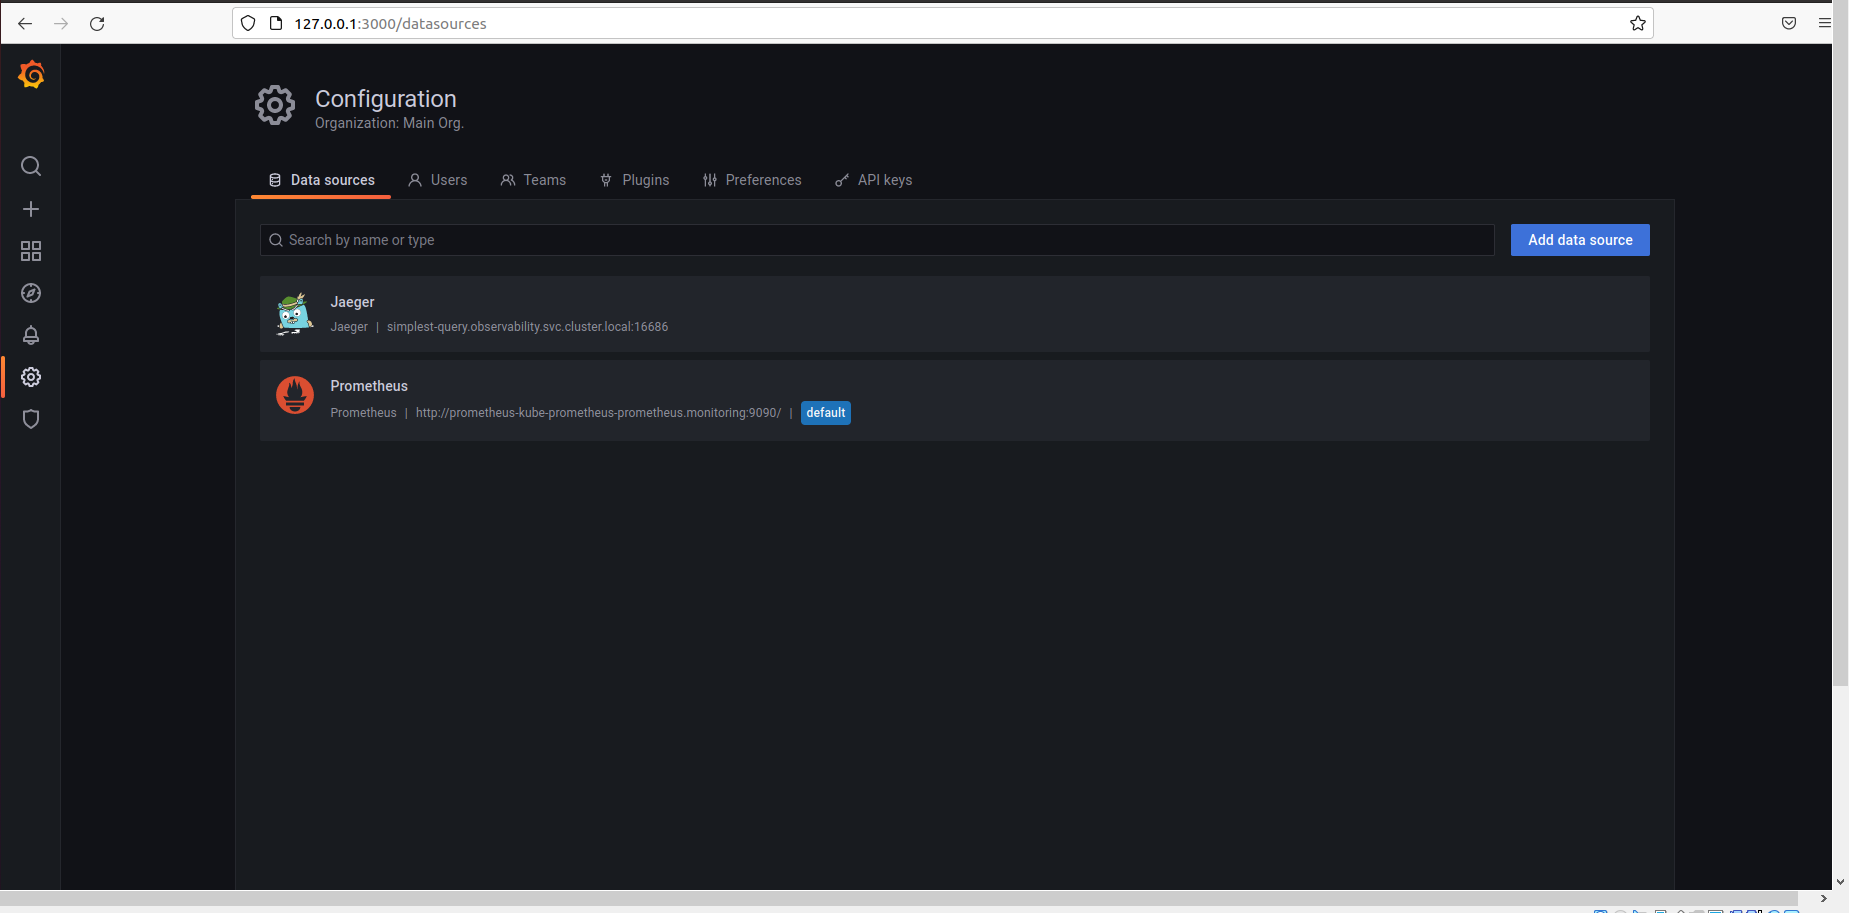 127.0.0.1:3000/datasources
Configuration
Organization: Main Org.
Data sources Users Teams Plugins Preferences API keys
Search by name or type Add data source
Jaeger
Jaeger | simplest-query.observability.svc.cluster.local:16686
Prometheus
Prometheus | http://prometheus-kube-prometheus-prometheus.monitoring:9090/ | default